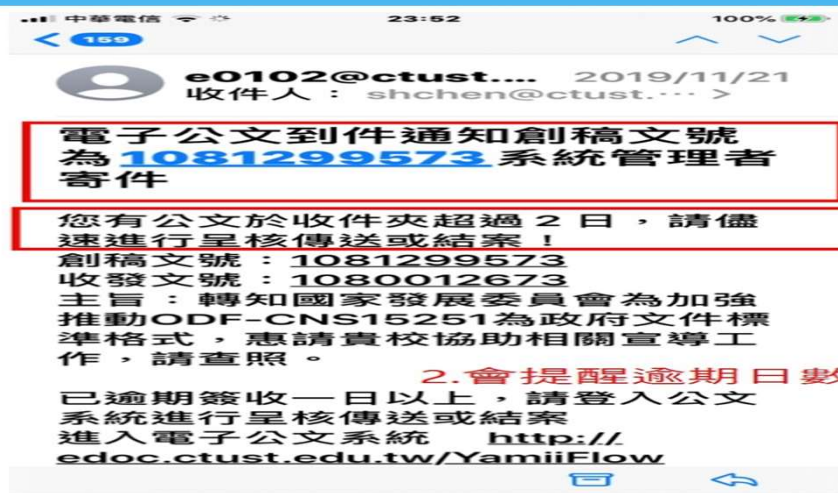 中華電信 23:52 100%
159
e0102@ctust.... 2019/11/21
收件人： shchen@ctust.··· >
電子公文到件通知創稿文號
為1081299573系統管理者
寄件
您有公文於收件夾超過 2 日，請儘
速進行呈核傳送或結案！
創稿文號：1081299573
收發文號：1080012673
主旨：轉知國家發展委員會為加強
推動ODF-CNS15251為政府文件標
準格式，惠請貴校協助相關宣導工
作，請查照。
2.會提醒逾期日數
已逾期簽收一日以上，請登入公文
系統進行呈核傳送或結案
進入電子公文系統 http://
edoc.ctust.edu.tw/YamiiFlow